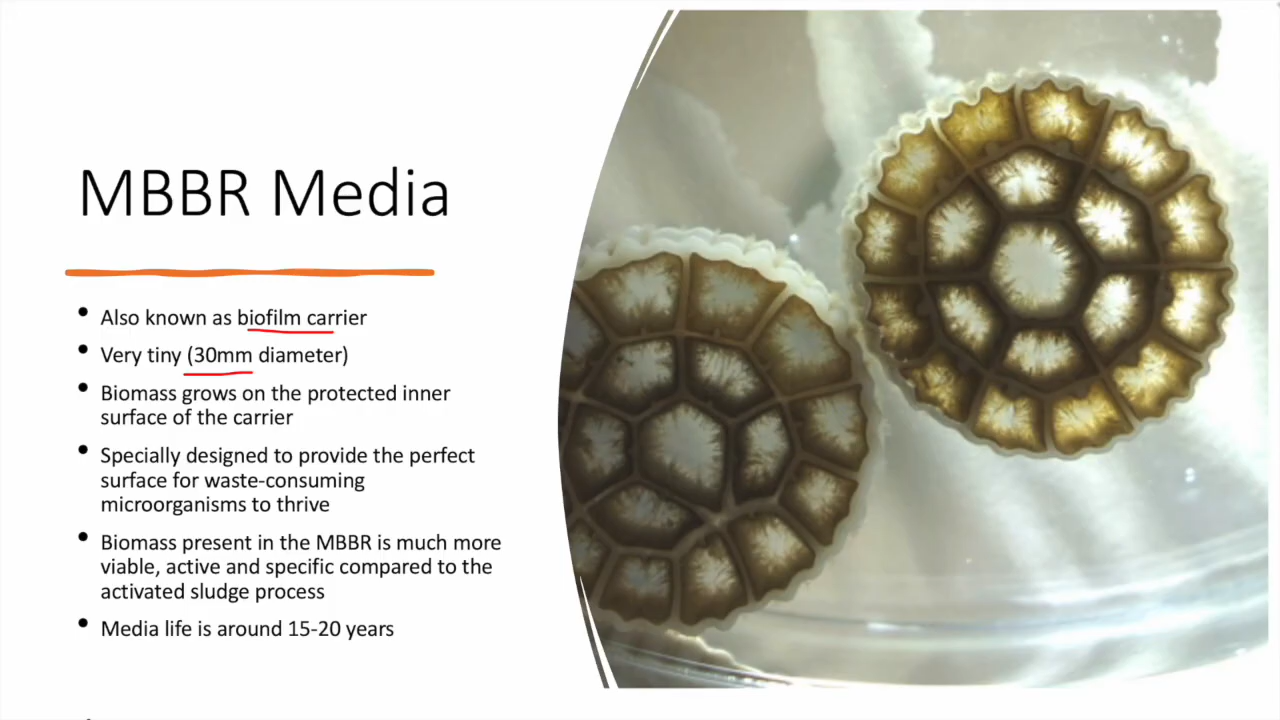 MBBR Media
• Also known as biofilm carrier
• Very tiny (30mm diameter)
• Biomass grows on the protected inner
surface of the carrier
• Specially designed to provide the perfect
surface for waste-consuming
microorganisms to thrive
• Biomass present in the MBBR is much more
viable, active and specific compared to the
activated sludge process
• Media life is around 15-20 years